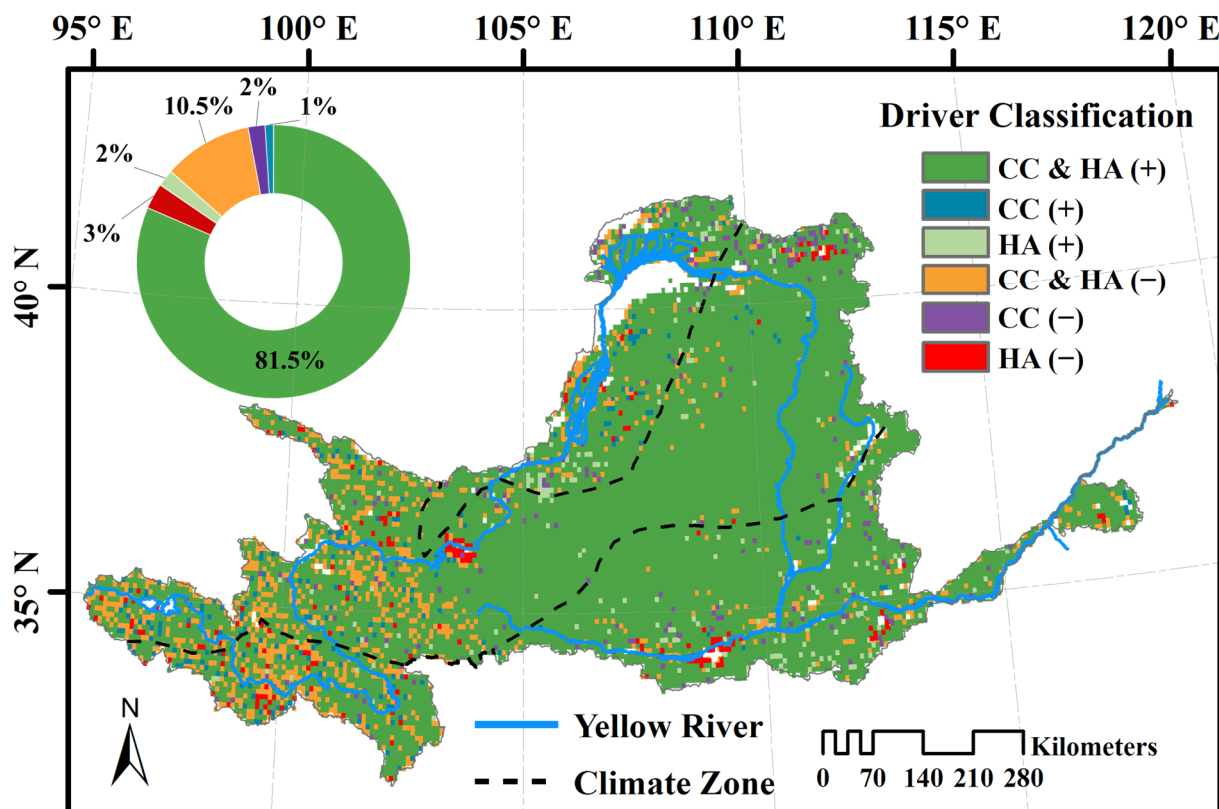 95° E 100° E 105° E 110° E 115° E 120° E
40° N
35° N
2%
10.5%
1%
2%
3%
81.5%
Driver Classification
CC & HA (+)
CC (+)
HA (+)
CC & HA (−)
CC (−)
HA (−)
N
Yellow River
Climate Zone
Kilometers
0 70 140 210 280